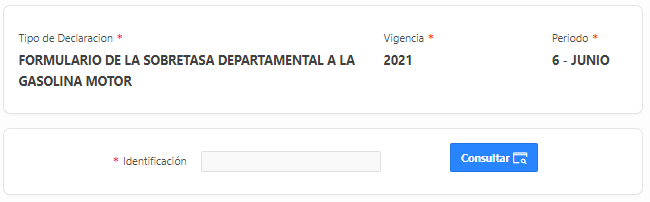 Tipo de Declaracion *
Vigencia *
Periodo *
FORMULARIO DE LA SOBRETASA DEPARTAMENTAL A LA
GASOLINA MOTOR
2021
6 - JUNIO
* Identificación
Consultar